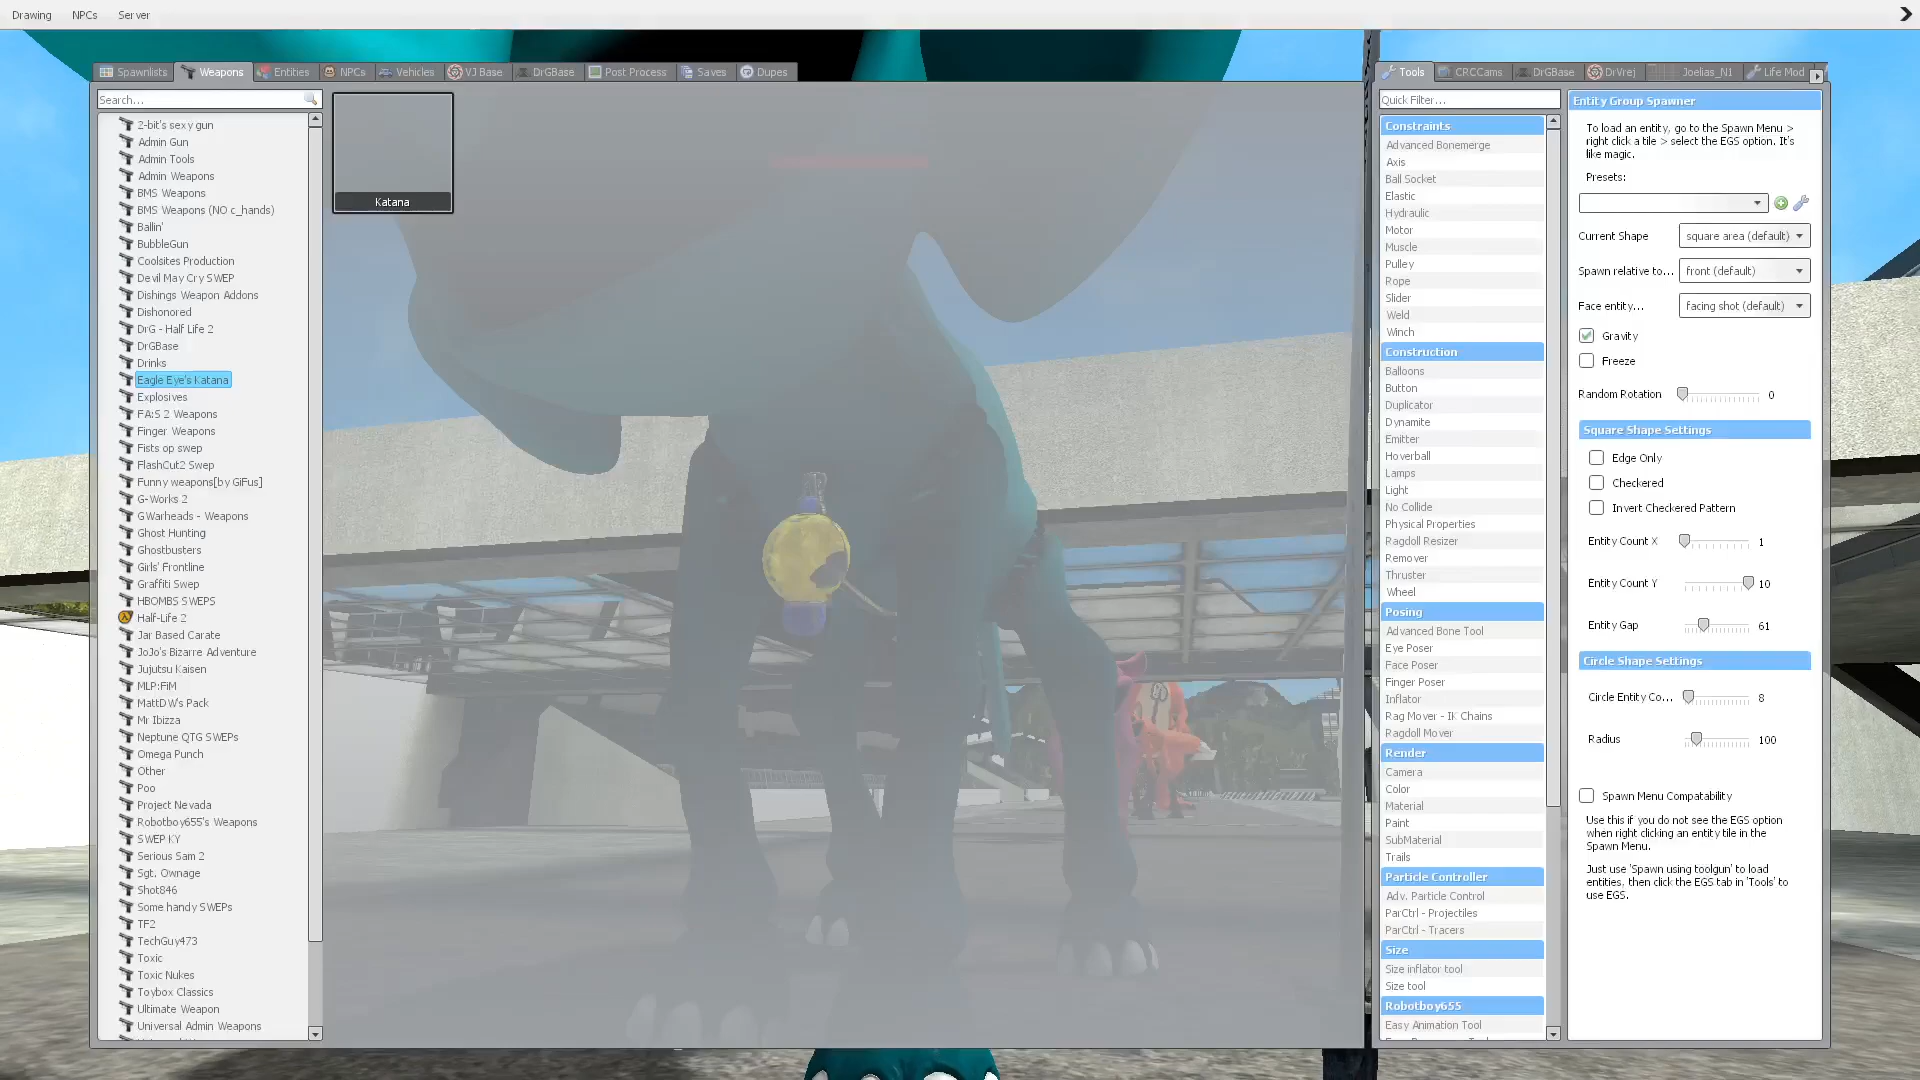 Drawing NPCs Server
Spawnlists Weapons Entities NPCs Vehicles VJ Base DrGBase Post Process Saves Dupes
Search...
2-bit's sexy gun
Admin Gun
Admin Tools
Admin Weapons
BMS Weapons
BMS Weapons (NO c_hands)
Ballin'
BubbleGun
Coolsites Production
Devil May Cry SWEP
Dishings Weapon Addons
Dishonored
DrG - Half Life 2
DrGBase
Drinks
Eagle Eye's Katana
Explosives
FA:S 2 Weapons
Finger Weapons
Fists op swep
FlashCut2 Swep
Funny weapons[by GiFus]
G-Works 2
GWarheads - Weapons
Ghost Hunting
Ghostbusters
Girls' Frontline
Graffiti Swep
HBOMBS SWEPS
Half-Life 2
Jar Based Carate
JoJo's Bizarre Adventure
Jujutsu Kaisen
MLP:FiM
MattDW's Pack
Mr Ibizza
Neptune QTG SWEPs
Omega Punch
Other
Poo
Project Nevada
Robotboy655's Weapons
SWEP KY
Serious Sam 2
Sgt. Ownage
Shot846
Some handy SWEPs
TF2
TechGuy473
Toxic
Toxic Nukes
Toybox Classics
Ultimate Weapon
Universal Admin Weapons
Katana
Tools CRCCams DrGBase DrVrej Joelias_N1 Life Mod
Quick Filter...
Constraints
Advanced Bonemerge
Axis
Ball Socket
Elastic
Hydraulic
Motor
Muscle
Pulley
Rope
Slider
Weld
Winch
Construction
Balloons
Button
Duplicator
Dynamite
Emitter
Hoverball
Lamps
Light
No Collide
Physical Properties
Ragdoll Resizer
Remover
Thruster
Wheel
Posing
Advanced Bone Tool
Eye Poser
Face Poser
Finger Poser
Inflator
Rag Mover - IK Chains
Ragdoll Mover
Render
Camera
Color
Material
Paint
SubMaterial
Trails
Particle Controller
Adv. Particle Control
ParCtrl - Projectiles
ParCtrl - Tracers
Size
Size inflator tool
Size tool
Robotboy655
Easy Animation Tool
Entity Group Spawner
To load an entity, go to the Spawn Menu >
right click a tile > select the EGS option. It's
like magic.
Presets:
Current Shape square area (default)
Spawn relative to... front (default)
Face entity... facing shot (default)
Gravity
Freeze
Random Rotation 0
Square Shape Settings
Edge Only
Checkered
Invert Checkered Pattern
Entity Count X 1
Entity Count Y 10
Entity Gap 61
Circle Shape Settings
Circle Entity Co... 8
Radius 100
Spawn Menu Compatability
Use this if you do not see the EGS option
when right clicking an entity tile in the
Spawn Menu.
Just use 'Spawn using toolgun' to load
entities, then click the EGS tab in 'Tools' to
use EGS.